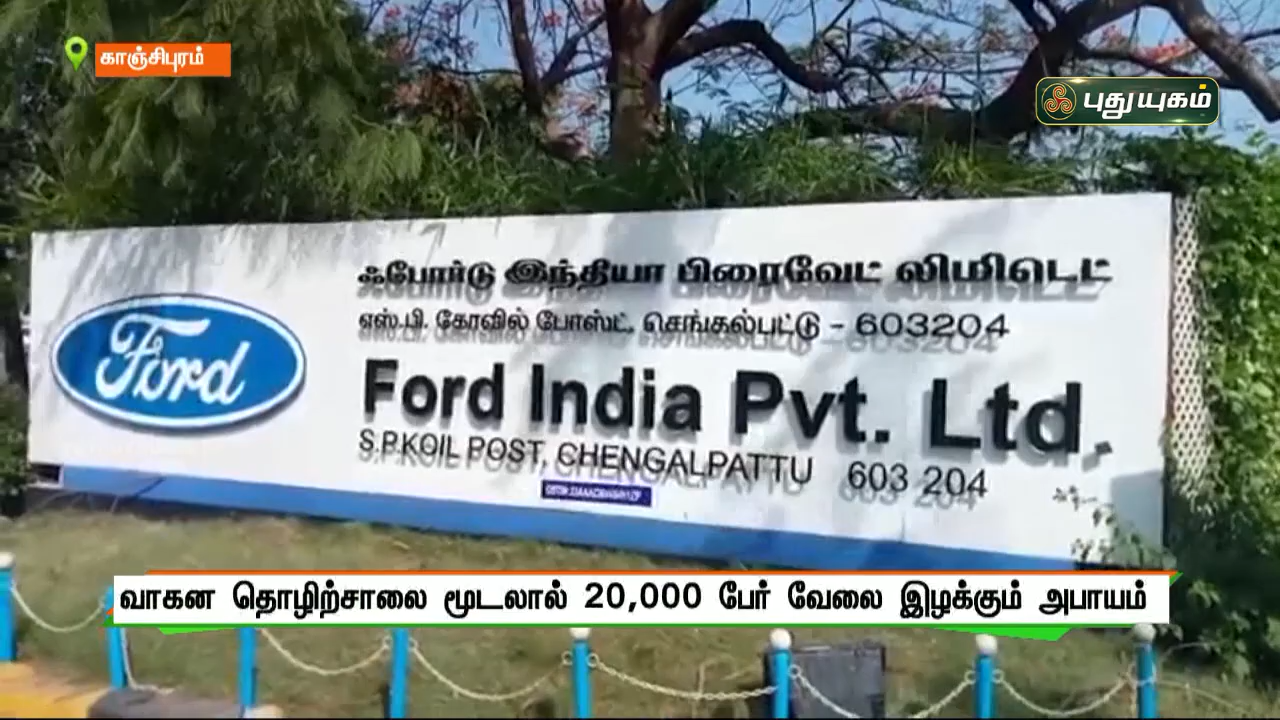 காஞ்சிபுரம்
புதுயுகம்
ஃபோர்டு இந்தியா பிரைவேட் லிமிடெட்
எஸ்.பி. கோவில் போஸ்ட், செங்கல்பட்டு - 603204
Ford
Ford India Pvt. Ltd.
S.P.KOIL POST, CHENGALPATTU 603 204
வாகன தொழிற்சாலை மூடலால் 20,000 பேர் வேலை இழக்கும் அபாயம்